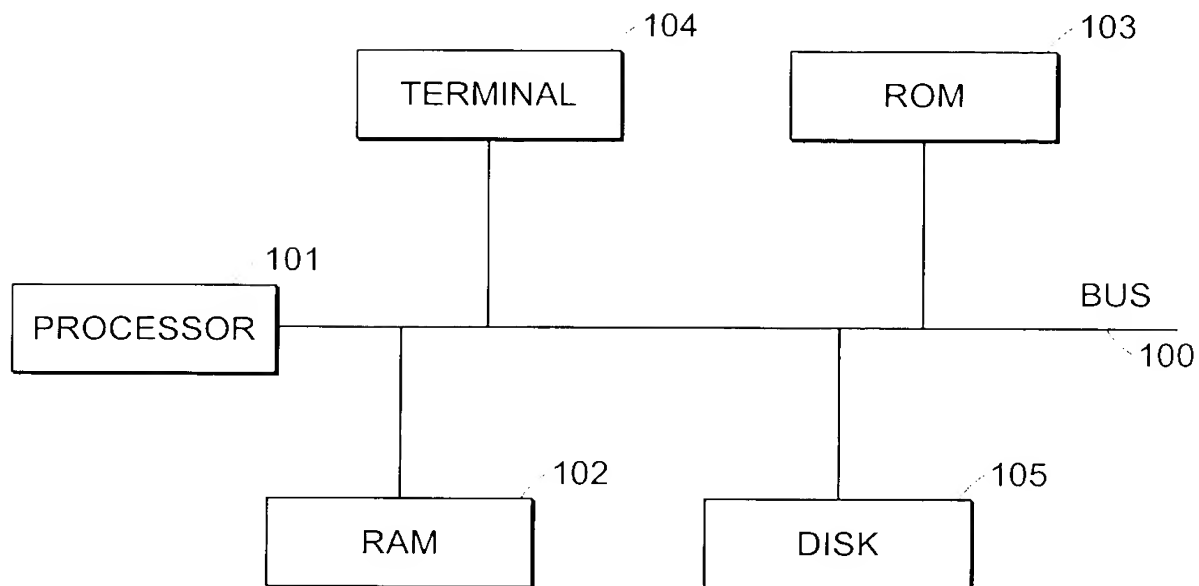 104
103
TERMINAL
ROM
101
BUS
PROCESSOR
100
102
105
RAM
DISK